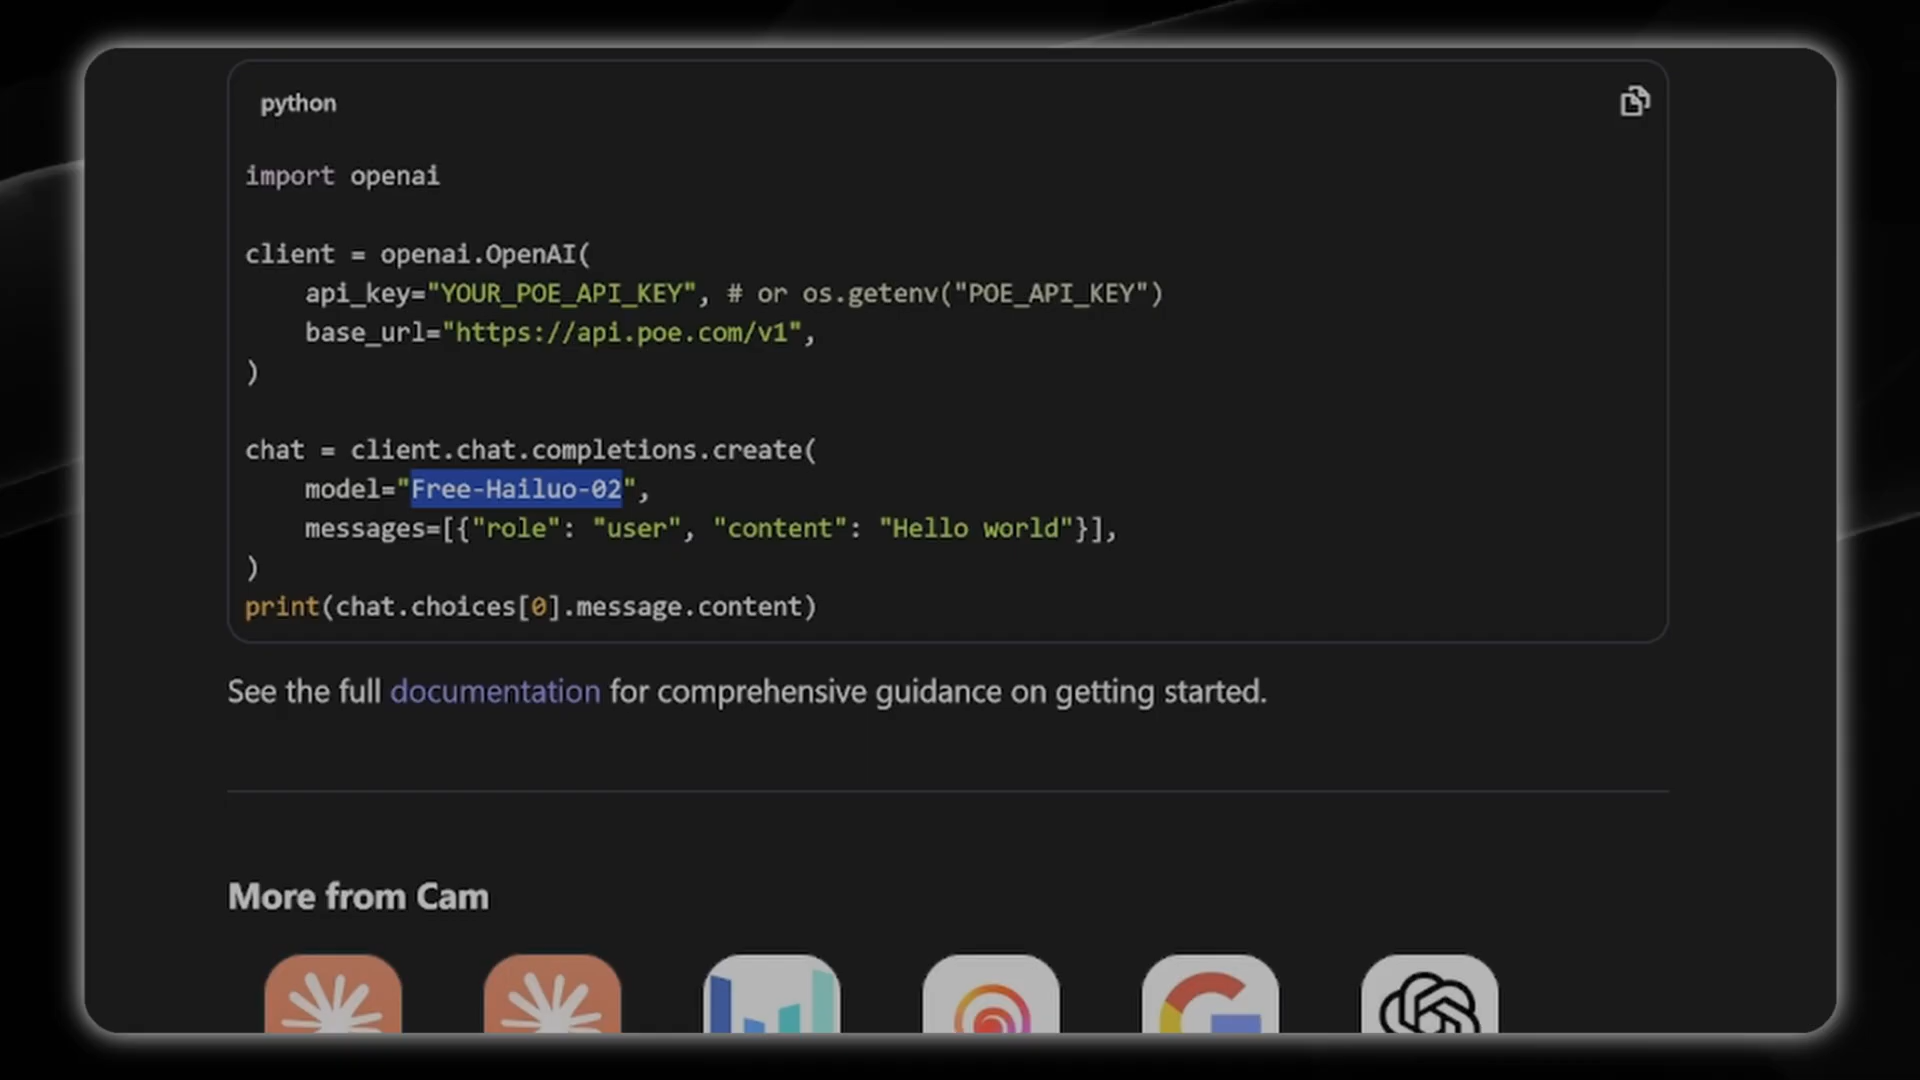 python
import openai
client = openai.OpenAI(
    api_key="YOUR_POE_API_KEY", # or os.getenv("POE_API_KEY")
    base_url="https://api.poe.com/v1",
)
chat = client.chat.completions.create(
    model="Free-Hailuo-02",
    messages=[{"role": "user", "content": "Hello world"}],
)
print(chat.choices[0].message.content)
See the full documentation for comprehensive guidance on getting started.
More from Cam